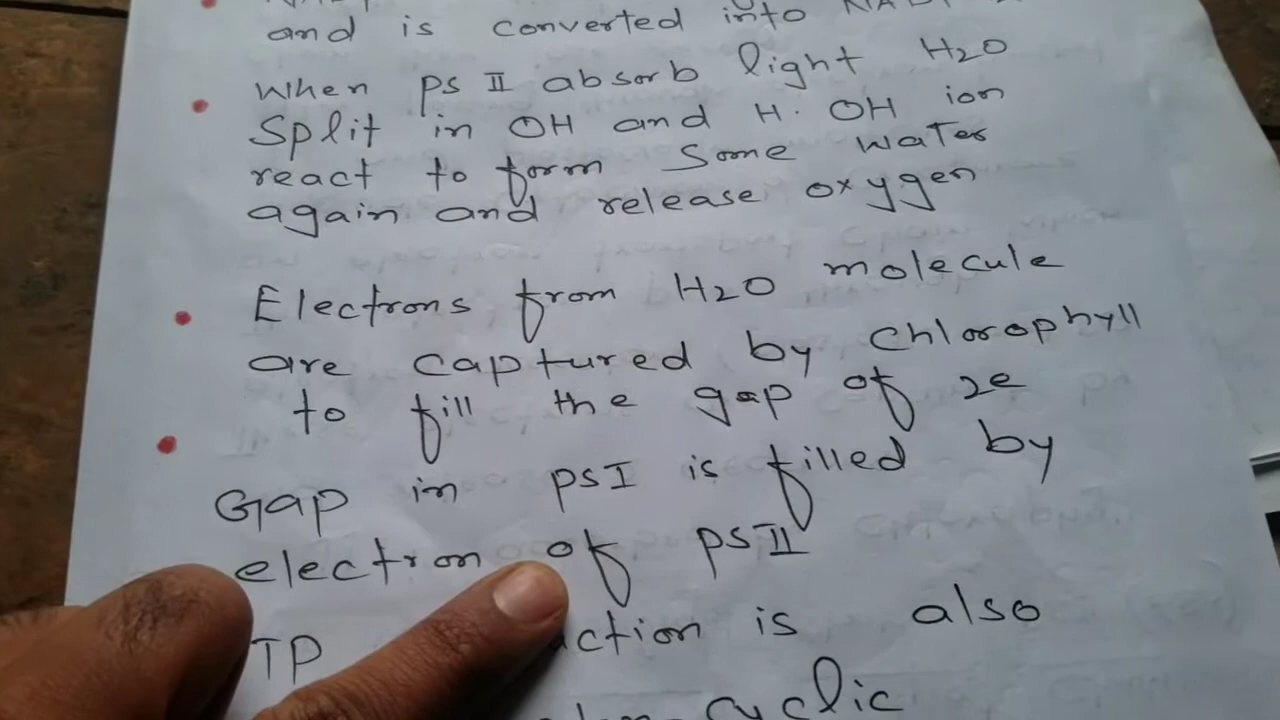 and is converted into
When ps II absorb light H2O
Split in OH and H. OH ion
react to form Some water
again and release oxygen
Electrons from H2O molecule
are captured by chlorophyll
to fill the gap of 2e
Gap in psI is filled by
electron of psII
TP ction is also
cyclic